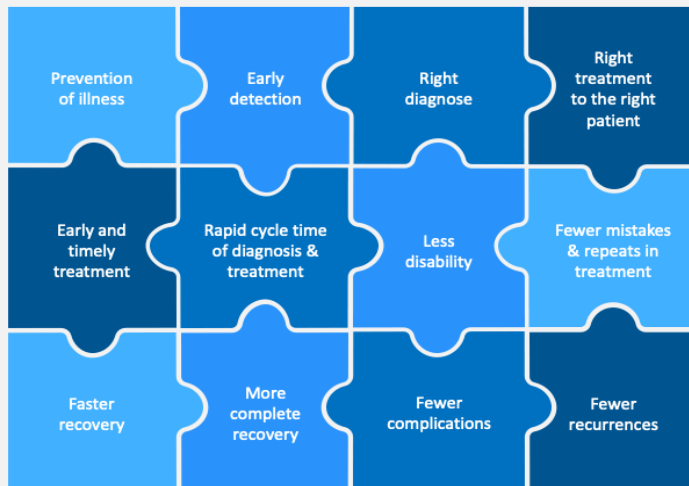 Prevention
of illness
Early
detection
Right
diagnose
Right
treatment
to the right
patient
Early and
timely
treatment
Rapid cycle time
of diagnosis &
treatment
Less
disability
Fewer mistakes
& repeats in
treatment
Faster
recovery
More
complete
recovery
Fewer
complications
Fewer
recurrences